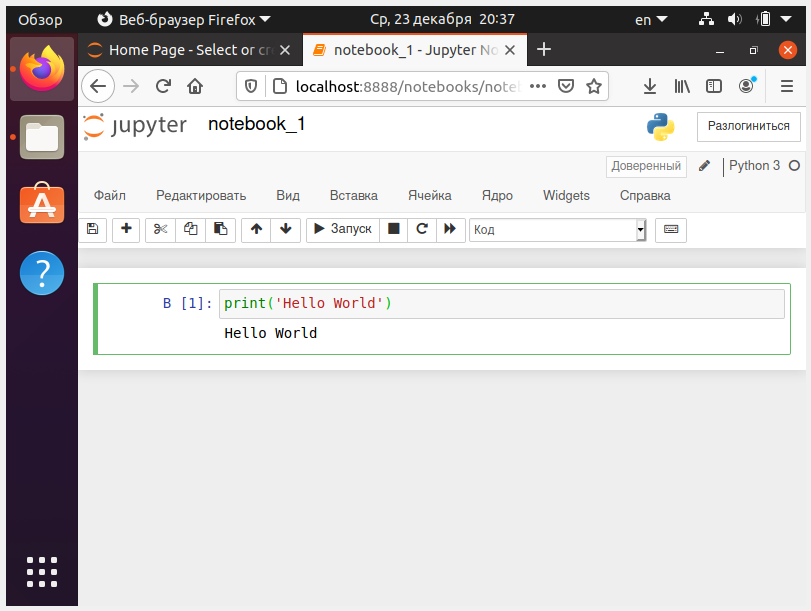 Обзор Веб-браузер Firefox Ср, 23 декабря 20:37 en
Home Page - Select or cr notebook_1 - Jupyter No
localhost:8888/notebooks/note
jupyter notebook_1 Разлогиниться
Доверенный Python 3
Файл Редактировать Вид Вставка Ячейка Ядро Widgets Справка
Запуск Код
В [1]: print('Hello World')
Hello World